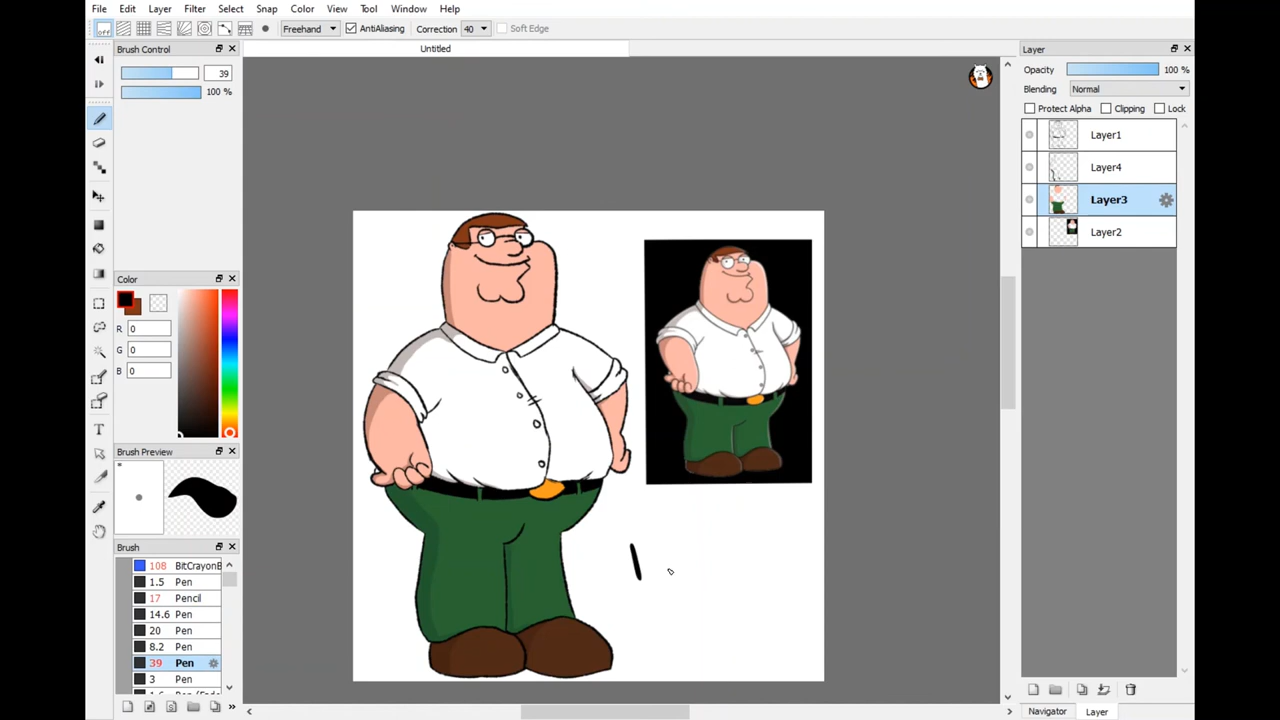 File Edit Layer Filter Select Snap Color View Tool Window Help
off Freehand AntiAliasing Correction 40 Soft Edge
Untitled
Brush Control
39
100 %
Color
R 0
G 0
B 0
Brush Preview
*
Brush
108 BitCrayonB
1.5 Pen
17 Pencil
14.6 Pen
20 Pen
8.2 Pen
39 Pen
3 Pen
Layer
Opacity 100 %
Blending Normal
Protect Alpha Clipping Lock
Layer1
Layer4
Layer3
Layer2
Navigator Layer